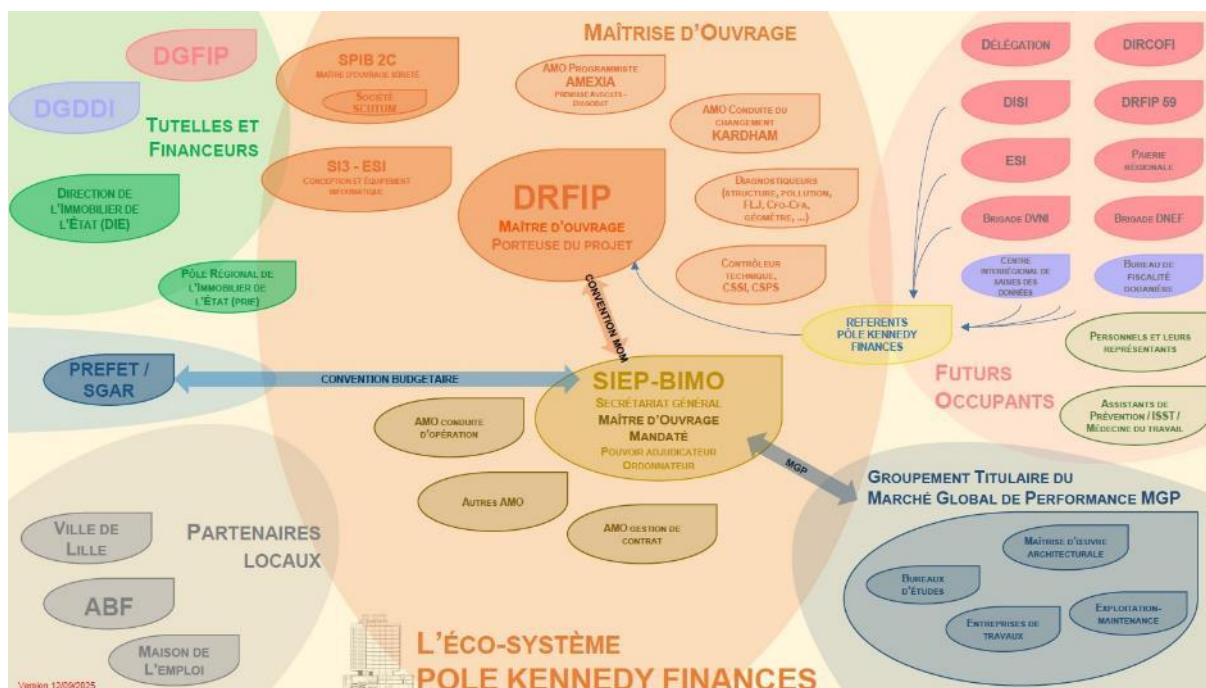 DGFIP
DGDDI
TUTELLES ET
FINANCEURS
DIRECTION DE
L'IMMOBILIER DE
L'ÉTAT (DIE)
PÔLE RÉGIONAL DE
L'IMMOBILIER DE
L'ÉTAT (PRIE)
PREFET /
SGAR
CONVENTION BUDGETAIRE
MAÎTRISE D'OUVRAGE
SPIB 2C
MAÎTRE D'OUVRAGE SÛRETÉ
SOCIÉTÉ
SCUTUM
SI3 - ESI
CONCEPTION ET ÉQUIPEMENT
INFORMATIQUE
AMO PROGRAMMISTE
AMEXIA
AMO CONDUITE DU
CHANGEMENT
KARDHAM
DRFIP
MAÎTRE D'OUVRAGE
PORTEUSE DU PROJET
DIAGNOSTIQUEURS
(STRUCTURE, POLLUTION,
FLJ, CFO-CFA,
GÉOMÈTRE, ...)
CONTRÔLEUR
TECHNIQUE,
CSSI, CSPS
CONVENTION MOM
SIEP-BIMO
SECRÉTARIAT GÉNÉRAL
MAÎTRE D'OUVRAGE
MANDATÉ
POUVOIR ADJUDICATEUR
ORDONNATEUR
AMO CONDUITE
D'OPÉRATION
AUTRES AMO
AMO GESTION DE
CONTRAT
MGP
DÉLÉGATION
DIRCOFI
DISI
DRFIP 59
ESI
PAIERIE
RÉGIONALE
BRIGADE DVNI
BRIGADE DNEF
CENTRE
INTERRÉGIONAL DE
SAISIES DES
DONNÉES
BUREAU DE
FISCALITÉ
DOUANIÈRE
REFERENTS
PÔLE KENNEDY
FINANCES
PERSONNELS ET LEURS
REPRÉSENTANTS
FUTURS
OCCUPANTS
ASSISTANTS DE
PRÉVENTION / ISST /
MÉDECINE DU TRAVAIL
GROUPEMENT TITULAIRE DU
MARCHÉ GLOBAL DE PERFORMANCE MGP
MAÎTRISE D'ŒUVRE
ARCHITECTURALE
BUREAUX
D'ÉTUDES
EXPLOITATION-
MAINTENANCE
ENTREPRISES DE
TRAVAUX
PARTENAIRES
LOCAUX
VILLE DE
LILLE
ABF
MAISON DE
L'EMPLOI
L'ÉCO-SYSTÈME
POLE KENNEDY FINANCES
Version 12/09/2025